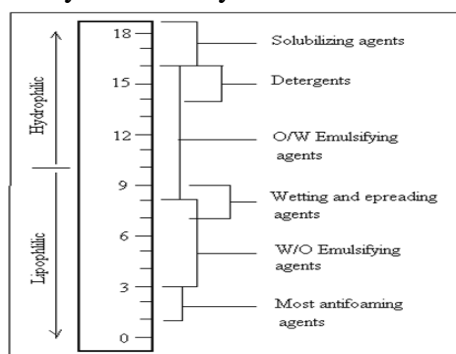 18
15
12
9
6
3
0
Hydrophilic
Lipophilic
Solubilizing agents
Detergents
O/W Emulsifying
agents
Wetting and epreading
agents
W/O Emulsifying
agents
Most antifoaming
agents